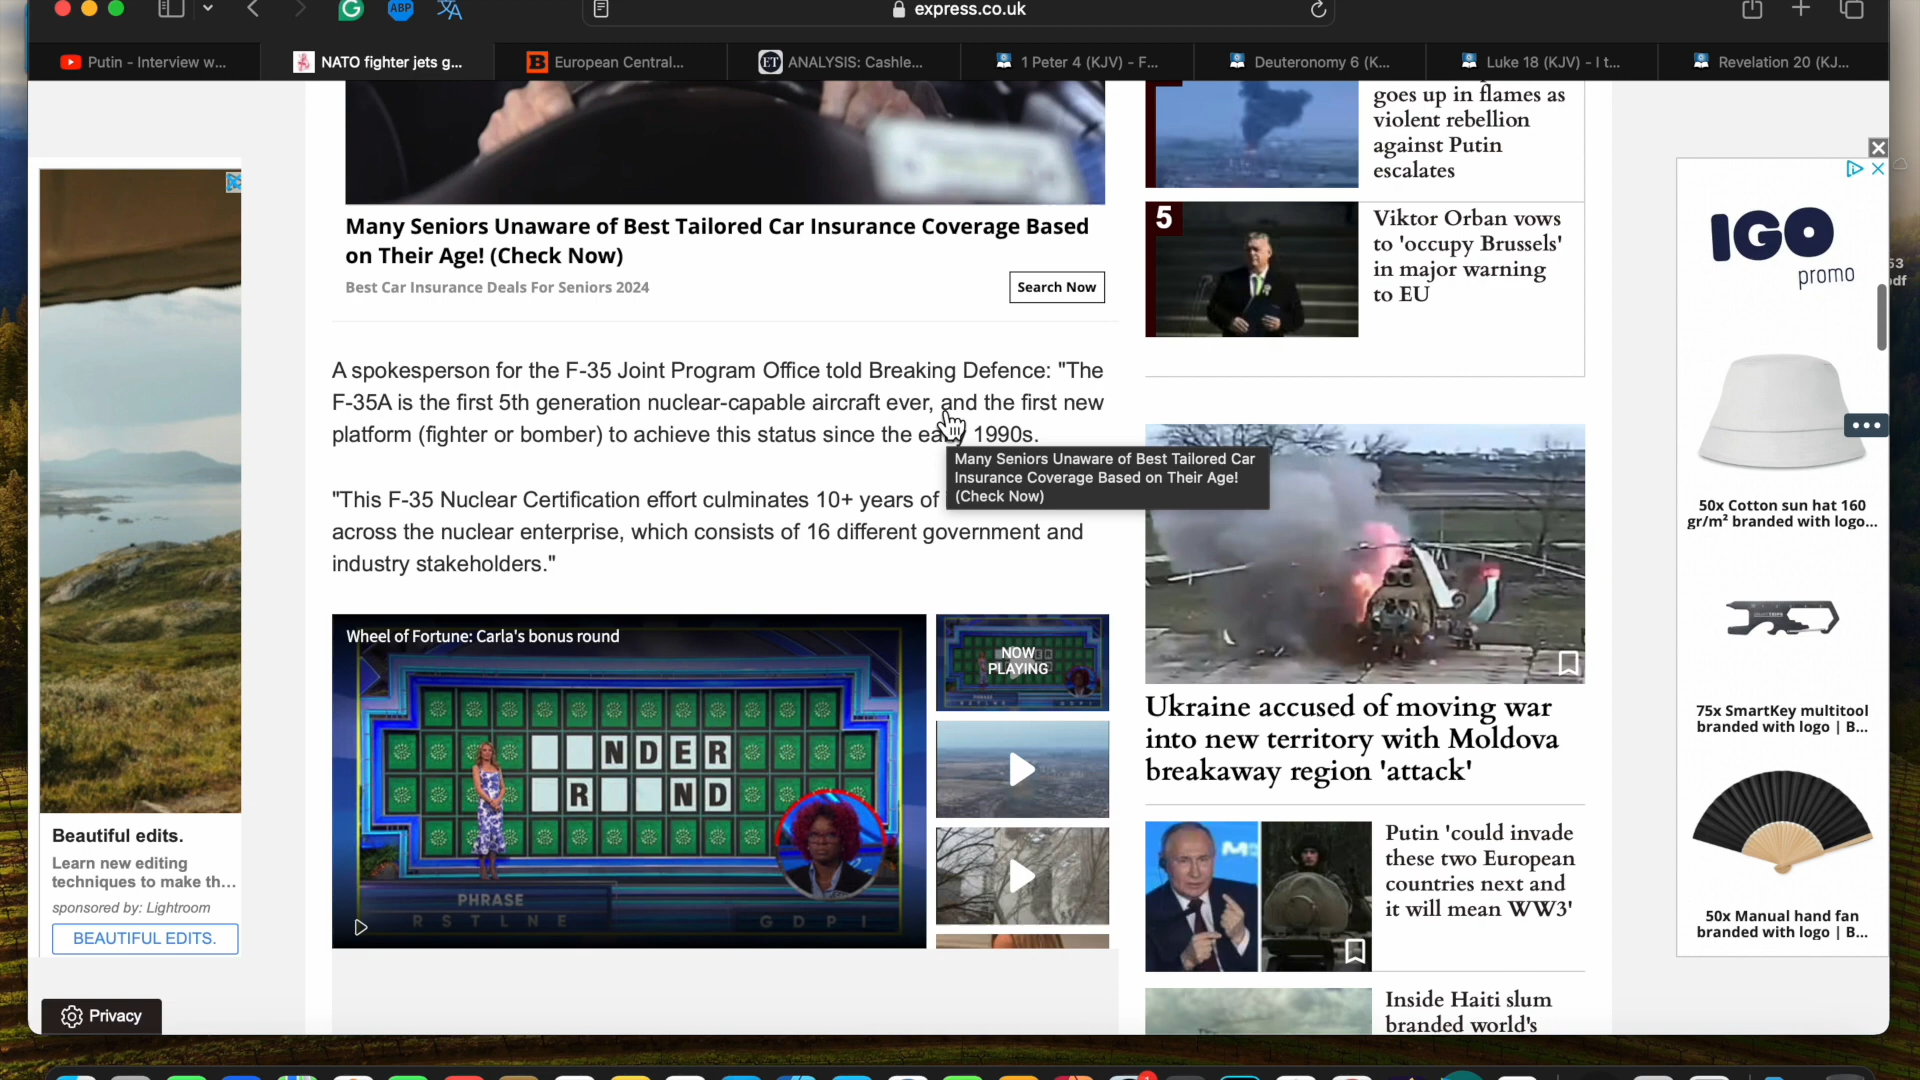 ABP
express.co.uk
Putin - Interview w...
NATO fighter jets g...
B European Central...
ET ANALYSIS: Cashle...
1 Peter 4 (KJV) - F...
Deuteronomy 6 (K...
Luke 18 (KJV) - I t...
Revelation 20 (KJ...
Many Seniors Unaware of Best Tailored Car Insurance Coverage Based
on Their Age! (Check Now)
Best Car Insurance Deals For Seniors 2024
Search Now
A spokesperson for the F-35 Joint Program Office told Breaking Defence: "The
F-35A is the first 5th generation nuclear-capable aircraft ever, and the first new
platform (fighter or bomber) to achieve this status since the early 1990s.
Many Seniors Unaware of Best Tailored Car
Insurance Coverage Based on Their Age!
(Check Now)
"This F-35 Nuclear Certification effort culminates 10+ years of
across the nuclear enterprise, which consists of 16 different government and
industry stakeholders."
Wheel of Fortune: Carla's bonus round
NDER
R ND
PHRASE
RSTLNE GDPI
NOW
PLAYING
goes up in flames as
violent rebellion
against Putin
escalates
5
Viktor Orban vows
to 'occupy Brussels'
in major warning
to EU
Ukraine accused of moving war
into new territory with Moldova
breakaway region 'attack'
Putin 'could invade
these two European
countries next and
it will mean WW3'
Inside Haiti slum
branded world's
Beautiful edits.
Learn new editing
techniques to make th...
sponsored by: Lightroom
BEAUTIFUL EDITS.
Privacy
IGO
promo
50x Cotton sun hat 160
gr/m² branded with logo...
75x SmartKey multitool
branded with logo | B...
50x Manual hand fan
branded with logo | B...